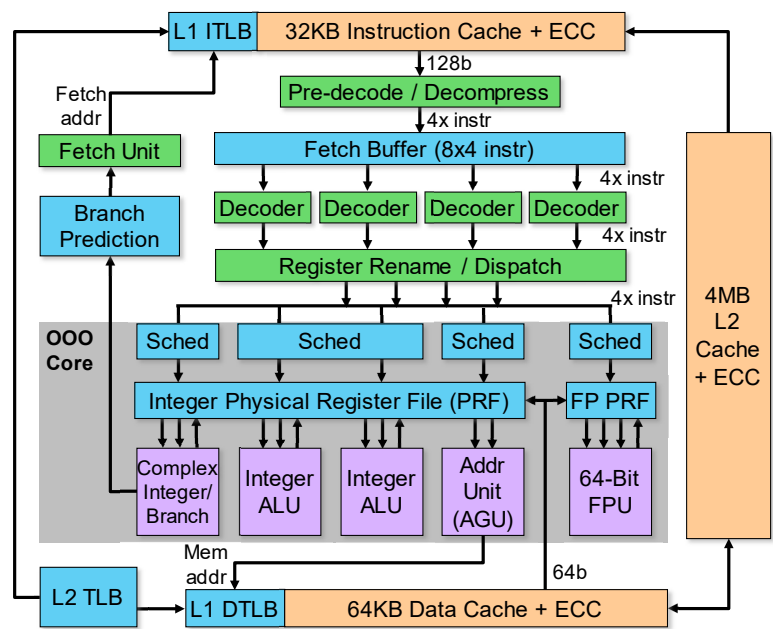 L1 ITLB
32KB Instruction Cache + ECC
128b
Pre-decode / Decompress
Fetch
addr
4x instr
Fetch Unit
Fetch Buffer (8x4 instr)
4x instr
Branch
Prediction
Decoder
Decoder
Decoder
Decoder
4x instr
Register Rename / Dispatch
4x instr
4MB
L2
Cache
+ ECC
OOO
Core
Sched
Sched
Sched
Sched
Integer Physical Register File (PRF)
FP PRF
Complex
Integer/
Branch
Integer
ALU
Integer
ALU
Addr
Unit
(AGU)
64-Bit
FPU
Mem
addr
64b
L2 TLB
L1 DTLB
64KB Data Cache + ECC